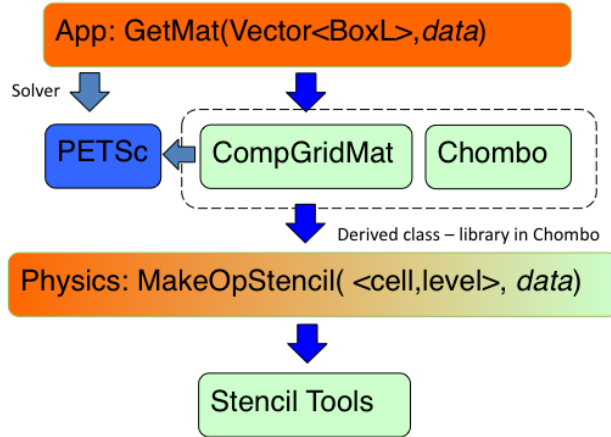 App: GetMat(Vector<BoxL>,data)
Solver
PETSc
CompGridMat
Chombo
Derived class – library in Chombo
Physics: MakeOpStencil( <cell,level>, data)
Stencil Tools